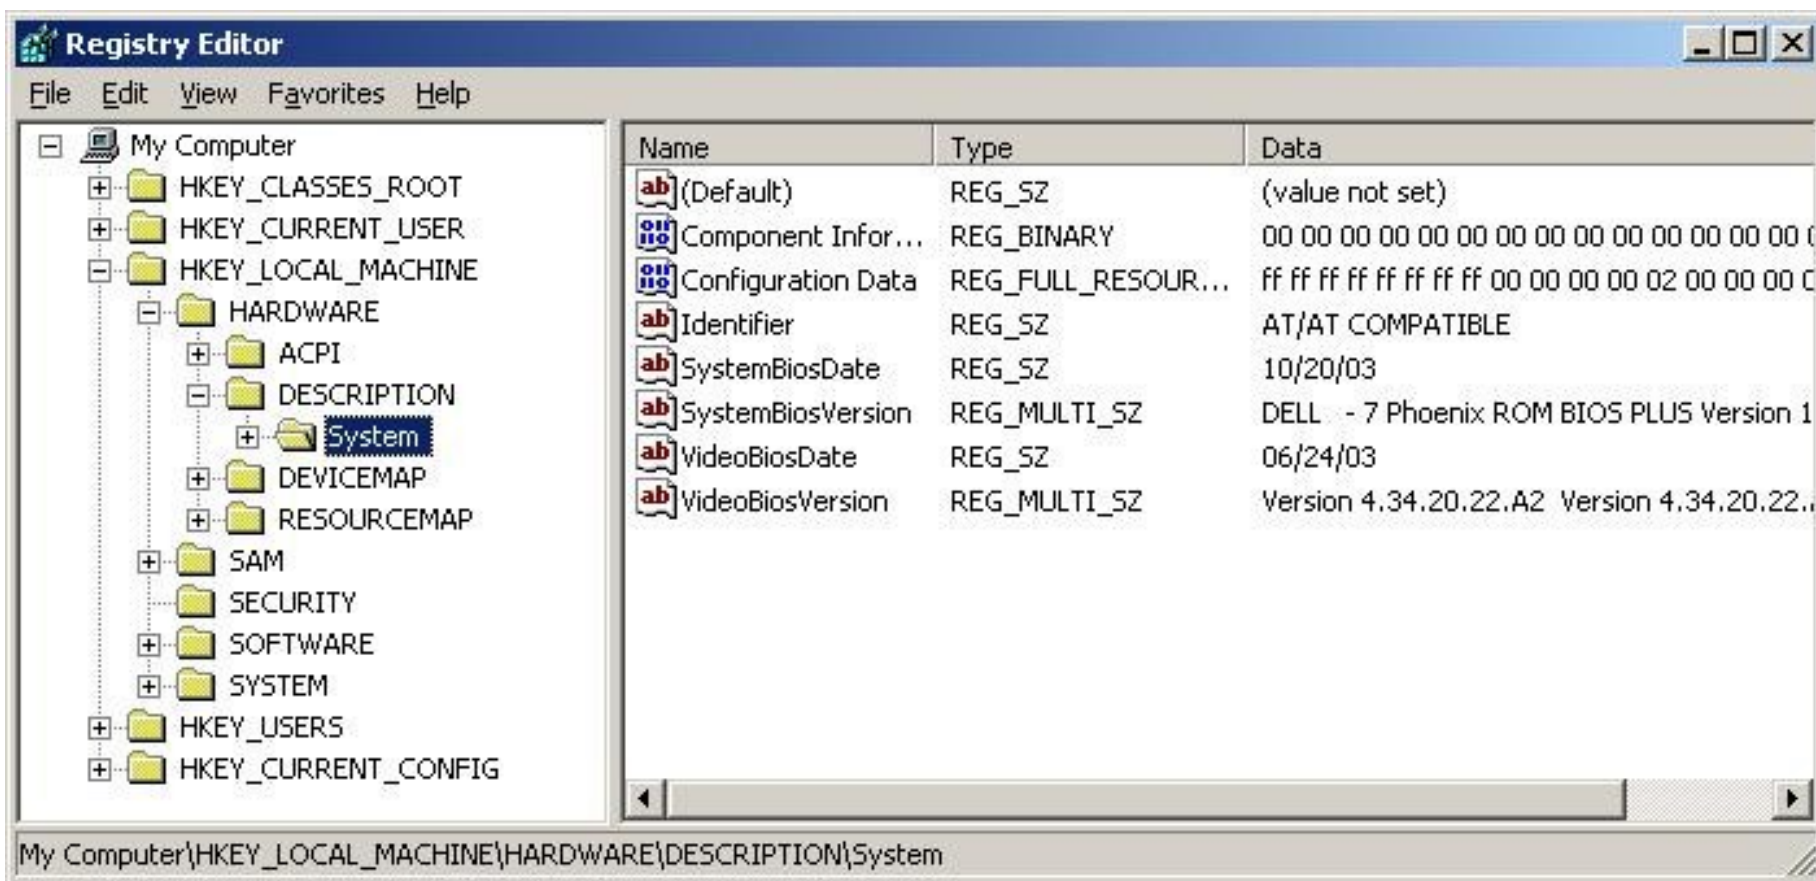 Registry Editor
File Edit View Favorites Help
My Computer
HKEY_CLASSES_ROOT
HKEY_CURRENT_USER
HKEY_LOCAL_MACHINE
HARDWARE
ACPI
DESCRIPTION
System
DEVICEMAP
RESOURCEMAP
SAM
SECURITY
SOFTWARE
SYSTEM
HKEY_USERS
HKEY_CURRENT_CONFIG
Name Type Data
(Default) REG_SZ (value not set)
Component Infor... REG_BINARY 00 00 00 00 00 00 00 00 00 00 00 00 00 00
Configuration Data REG_FULL_RESOUR... ff ff ff ff ff ff ff ff 00 00 00 00 02 00 00 00
Identifier REG_SZ AT/AT COMPATIBLE
SystemBiosDate REG_SZ 10/20/03
SystemBiosVersion REG_MULTI_SZ DELL - 7 Phoenix ROM BIOS PLUS Version 1
VideoBiosDate REG_SZ 06/24/03
VideoBiosVersion REG_MULTI_SZ Version 4.34.20.22.A2 Version 4.34.20.22.
My Computer\HKEY_LOCAL_MACHINE\HARDWARE\DESCRIPTION\System